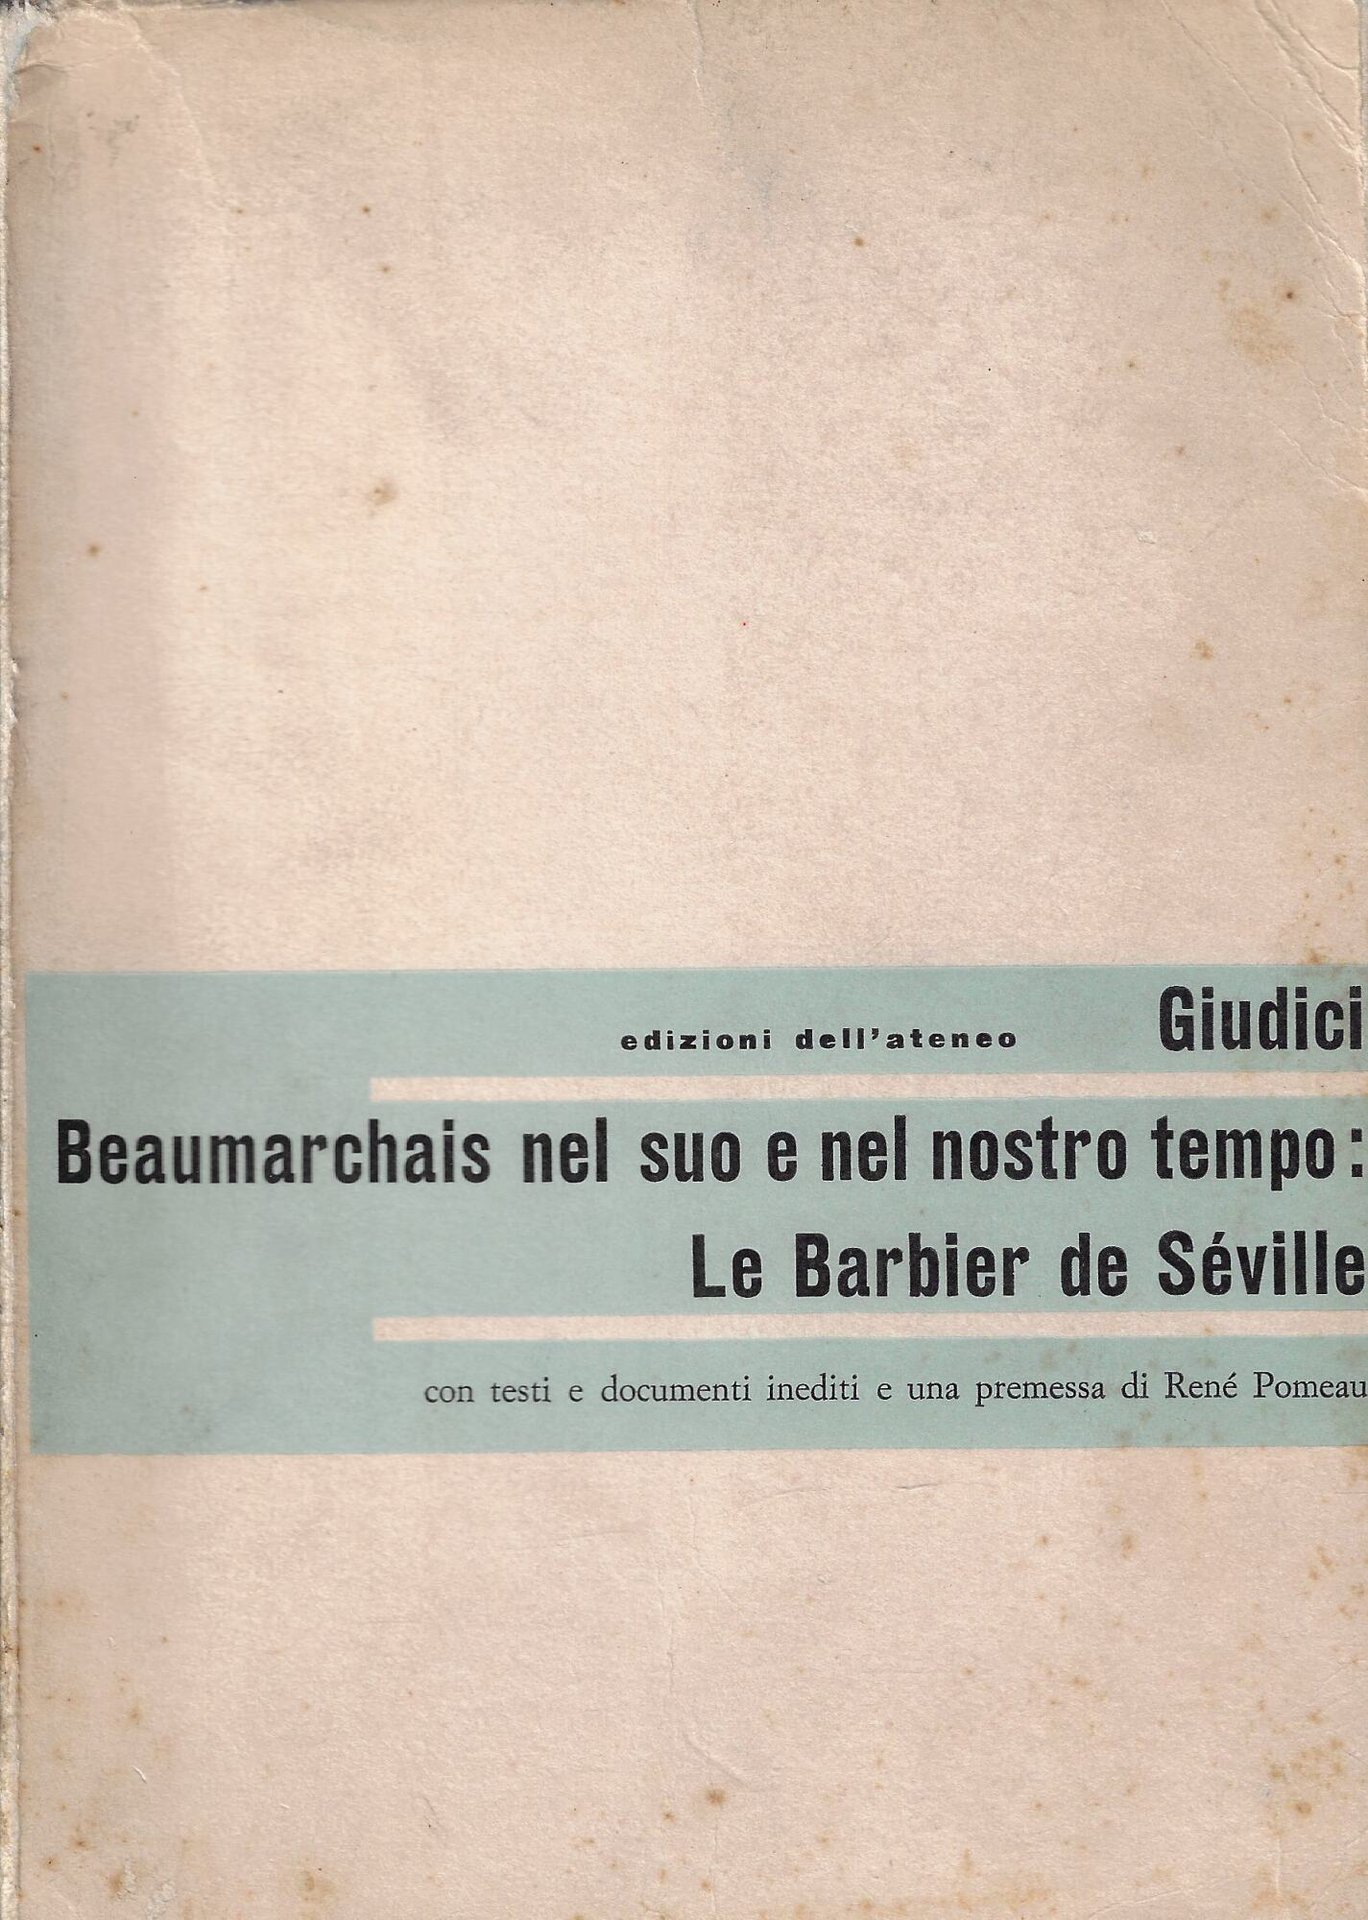 edizioni dell'ateneo Giudici
Beaumarchais nel suo e nel nostro tempo:
Le Barbier de Séville
con testi e documenti inediti e una premessa di René Pomeau